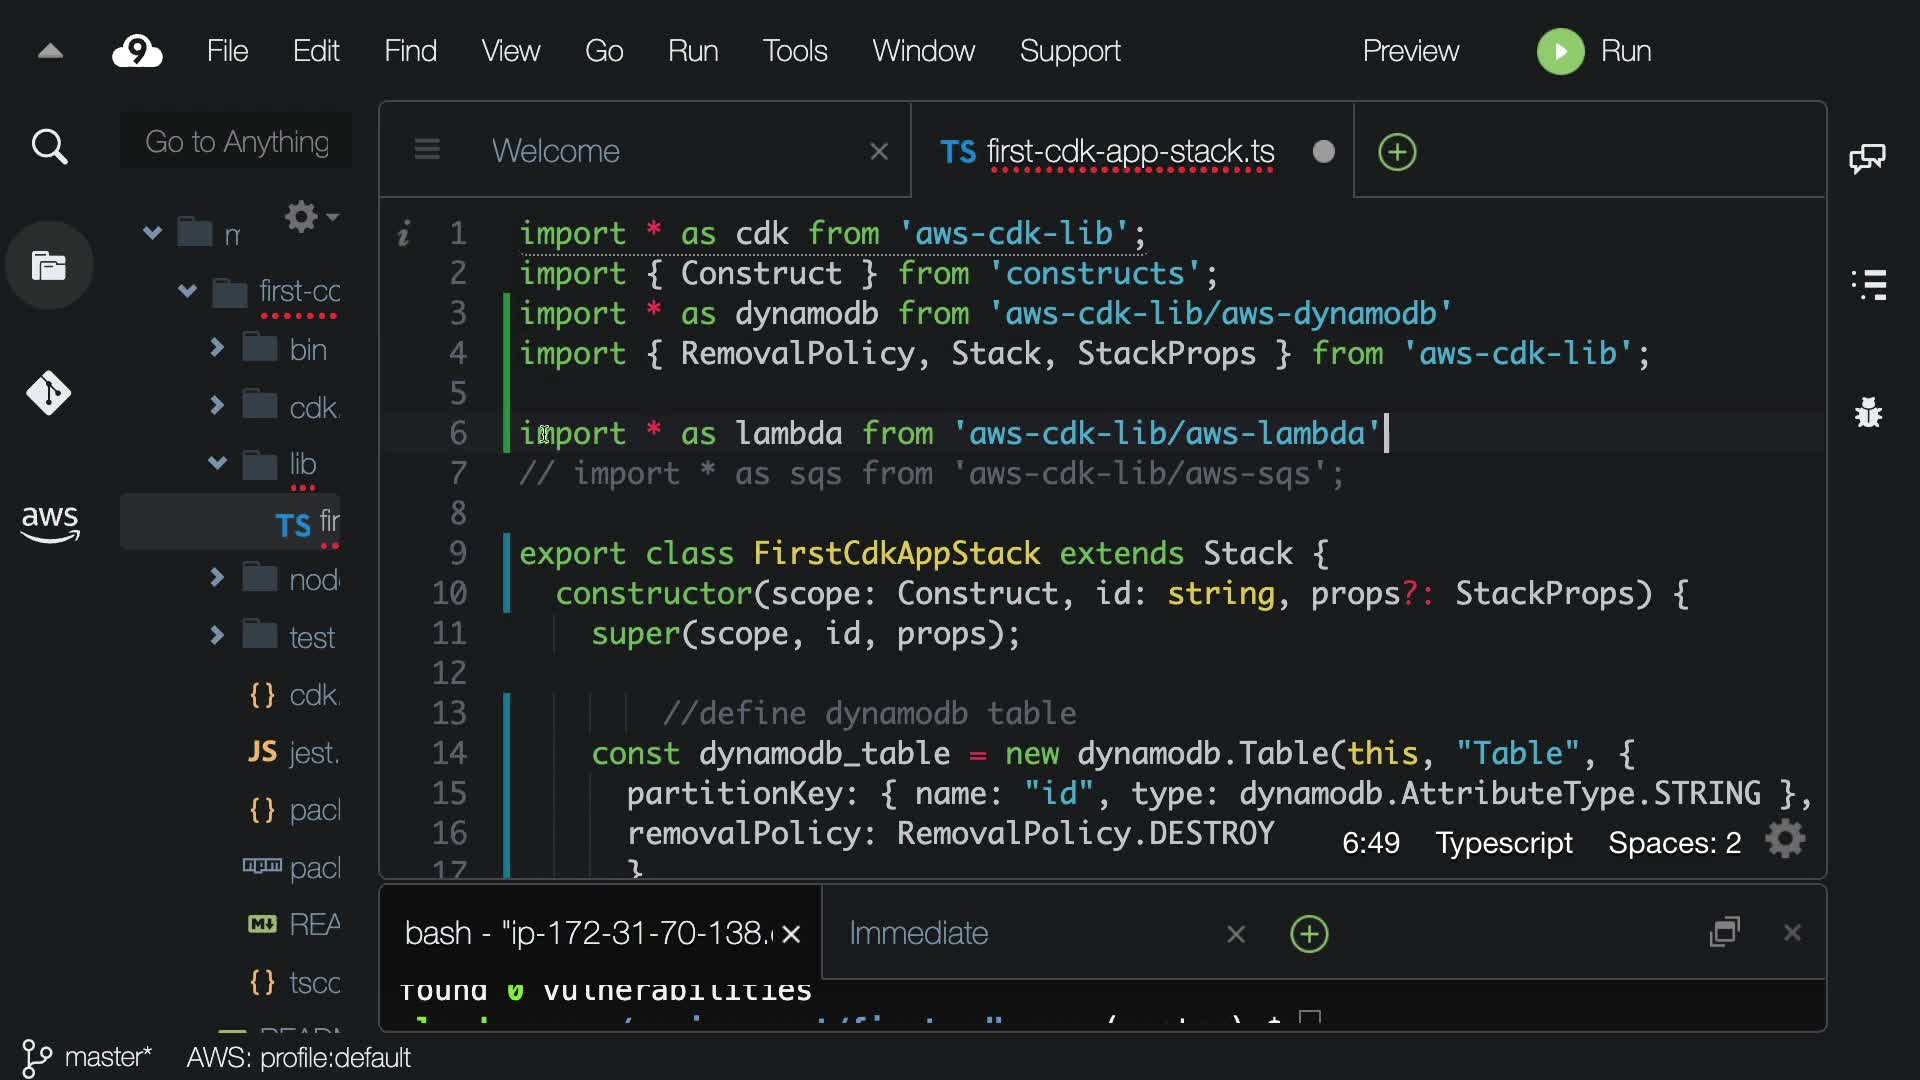 9 File Edit Find View Go Run Tools Window Support Preview Run
Go to Anything
Welcome
TS first-cdk-app-stack.ts
1 import * as cdk from 'aws-cdk-lib';
2 import { Construct } from 'constructs';
3 import * as dynamodb from 'aws-cdk-lib/aws-dynamodb'
4 import { RemovalPolicy, Stack, StackProps } from 'aws-cdk-lib';
5
6 import * as lambda from 'aws-cdk-lib/aws-lambda'
7 // import * as sqs from 'aws-cdk-lib/aws-sqs';
8
9 export class FirstCdkAppStack extends Stack {
10 constructor(scope: Construct, id: string, props?: StackProps) {
11 super(scope, id, props);
12
13 //define dynamodb table
14 const dynamodb_table = new dynamodb.Table(this, "Table", {
15 partitionKey: { name: "id", type: dynamodb.AttributeType.STRING },
16 removalPolicy: RemovalPolicy.DESTROY
17 }
6:49 Typescript Spaces: 2
first-cc
bin
cdk.
lib
TS fir
node
test
{} cdk.
JS jest.
{} pacl
pacl
M↓ REA
{} tscc
aws
bash - "ip-172-31-70-138.
Immediate
found 0 vulnerabilities
master* AWS: profile:default